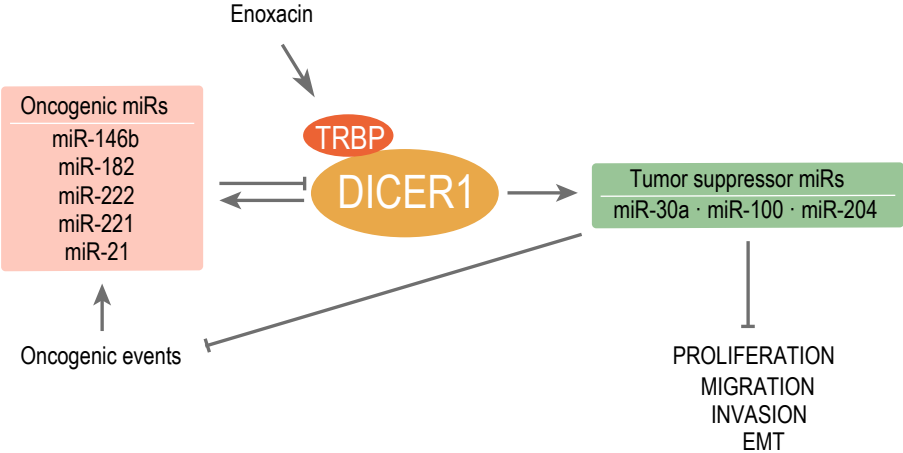 Enoxacin
Oncogenic miRs
miR-146b
miR-182
miR-222
miR-221
miR-21
TRBP
DICER1
Tumor suppressor miRs
miR-30a · miR-100 · miR-204
Oncogenic events
PROLIFERATION
MIGRATION
INVASION
EMT